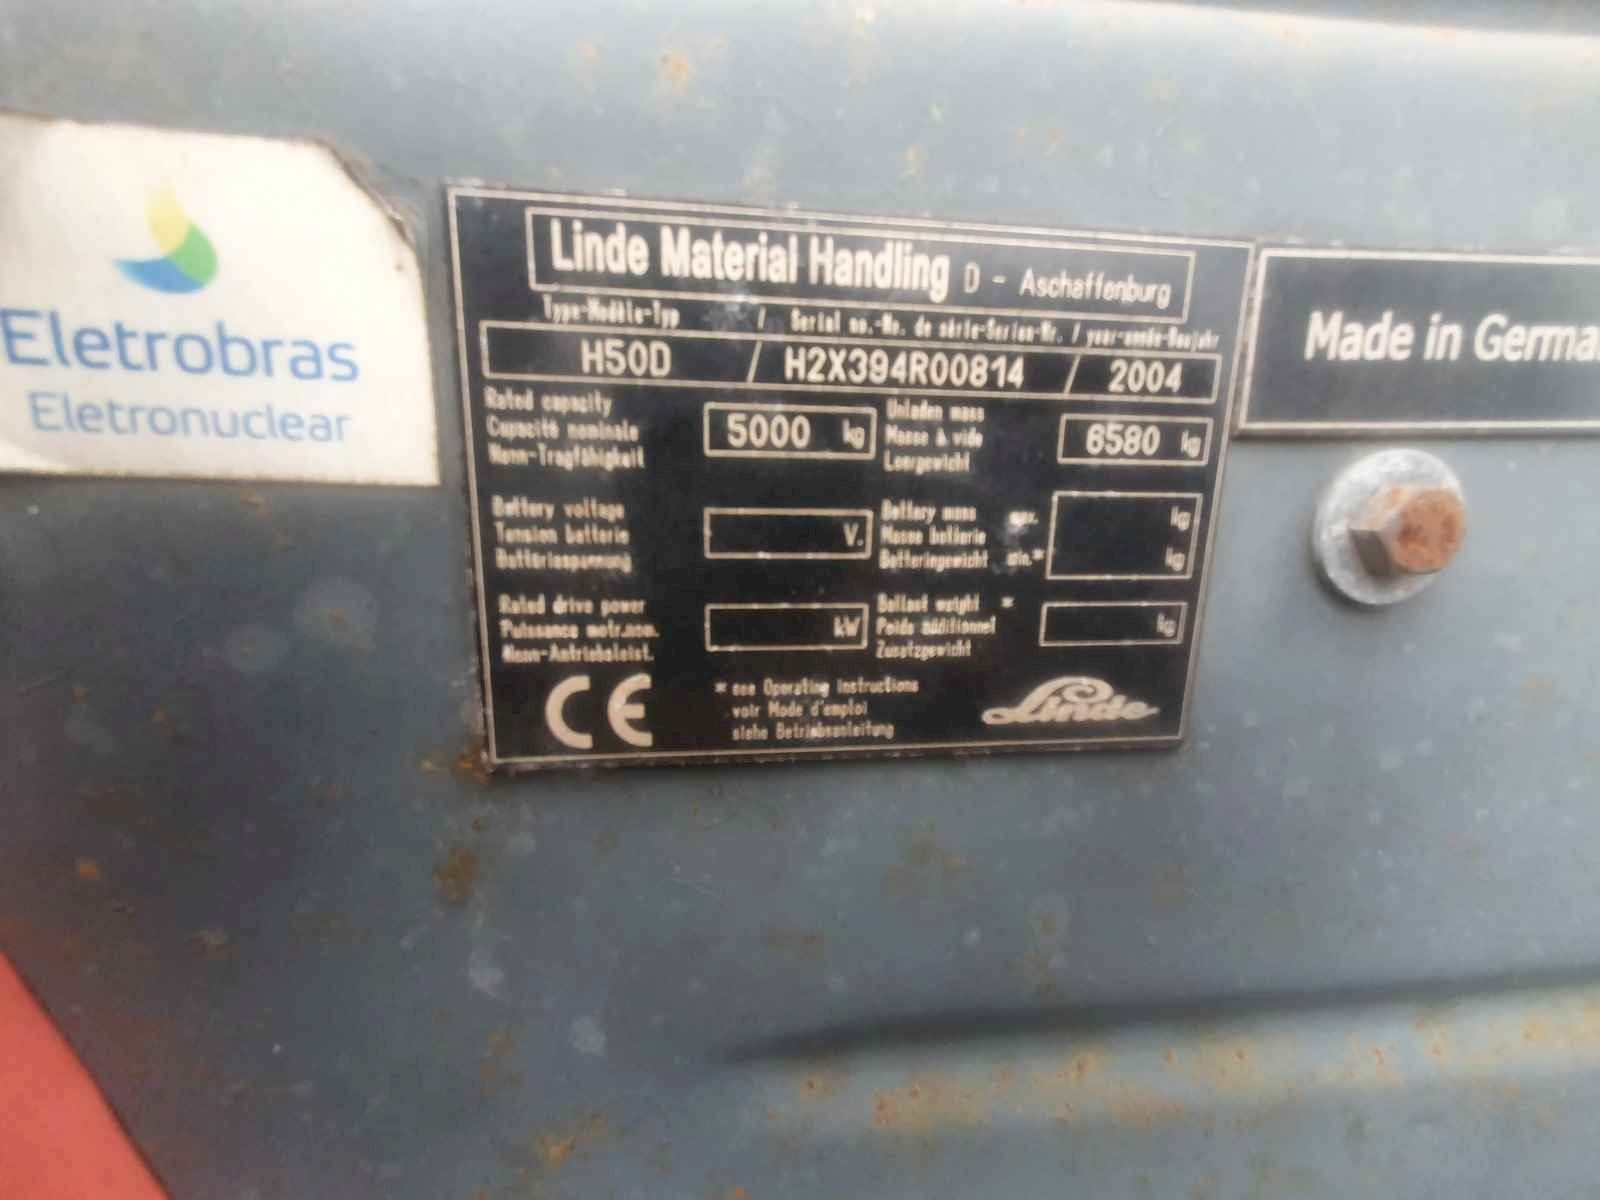 Eletrobras
Eletronuclear
Linde Material Handling D - Aschaffenburg
Type-Modèle-Typ / Serial no.-No. de série-Serien-Nr. / year-année-Baujahr
H50D / H2X394R00814 / 2004
Rated capacity
Capacité nominale
Nenn-Tragfähigkeit
5000 kg
Unladen mass
Masse à vide
Leergewicht
6580 kg
Battery voltage
Tension batterie
Batteriespannung
V.
Battery mass max. kg
Masse batterie
Batteriegewicht min.* kg
Rated drive power
Puissance motr.nom.
Nenn-Antriebsleist.
kW
Ballast weight *
Poids additionnel
Zusatzgewicht
kg
CE
* see Operating instructions
voir Mode d'emploi
siehe Betriebsanleitung
Linde
Made in Germa